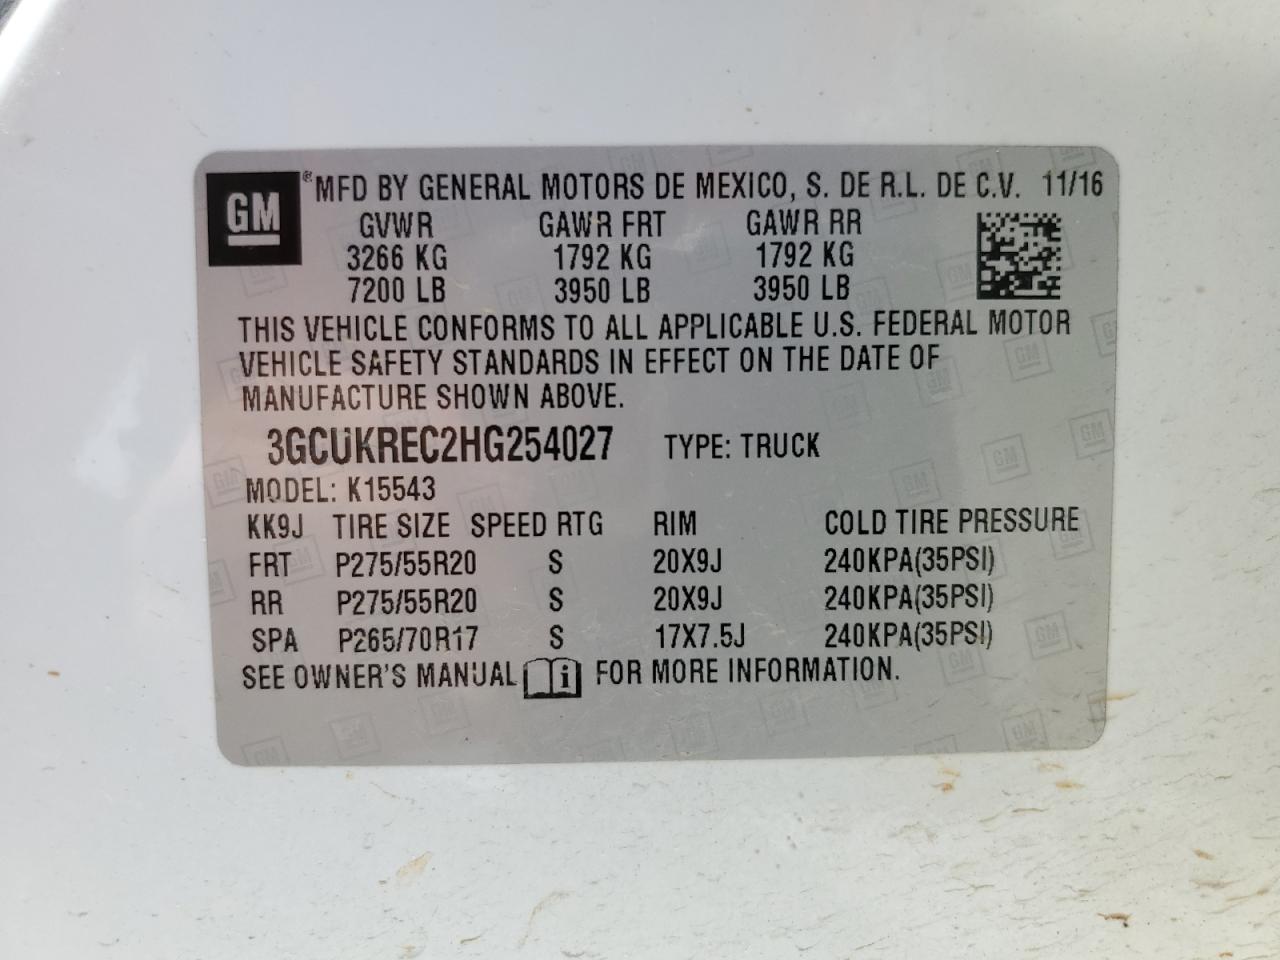 GM ® MFD BY GENERAL MOTORS DE MEXICO, S. DE R.L. DE C.V. 11/16
GVWR GAWR FRT GAWR RR
3266 KG 1792 KG 1792 KG
7200 LB 3950 LB 3950 LB
THIS VEHICLE CONFORMS TO ALL APPLICABLE U.S. FEDERAL MOTOR
VEHICLE SAFETY STANDARDS IN EFFECT ON THE DATE OF
MANUFACTURE SHOWN ABOVE.
3GCUKREC2HG254027 TYPE: TRUCK
MODEL: K15543
KK9J TIRE SIZE SPEED RTG RIM COLD TIRE PRESSURE
FRT P275/55R20 S 20X9J 240KPA(35PSI)
RR P275/55R20 S 20X9J 240KPA(35PSI)
SPA P265/70R17 S 17X7.5J 240KPA(35PSI)
SEE OWNER'S MANUAL i FOR MORE INFORMATION.